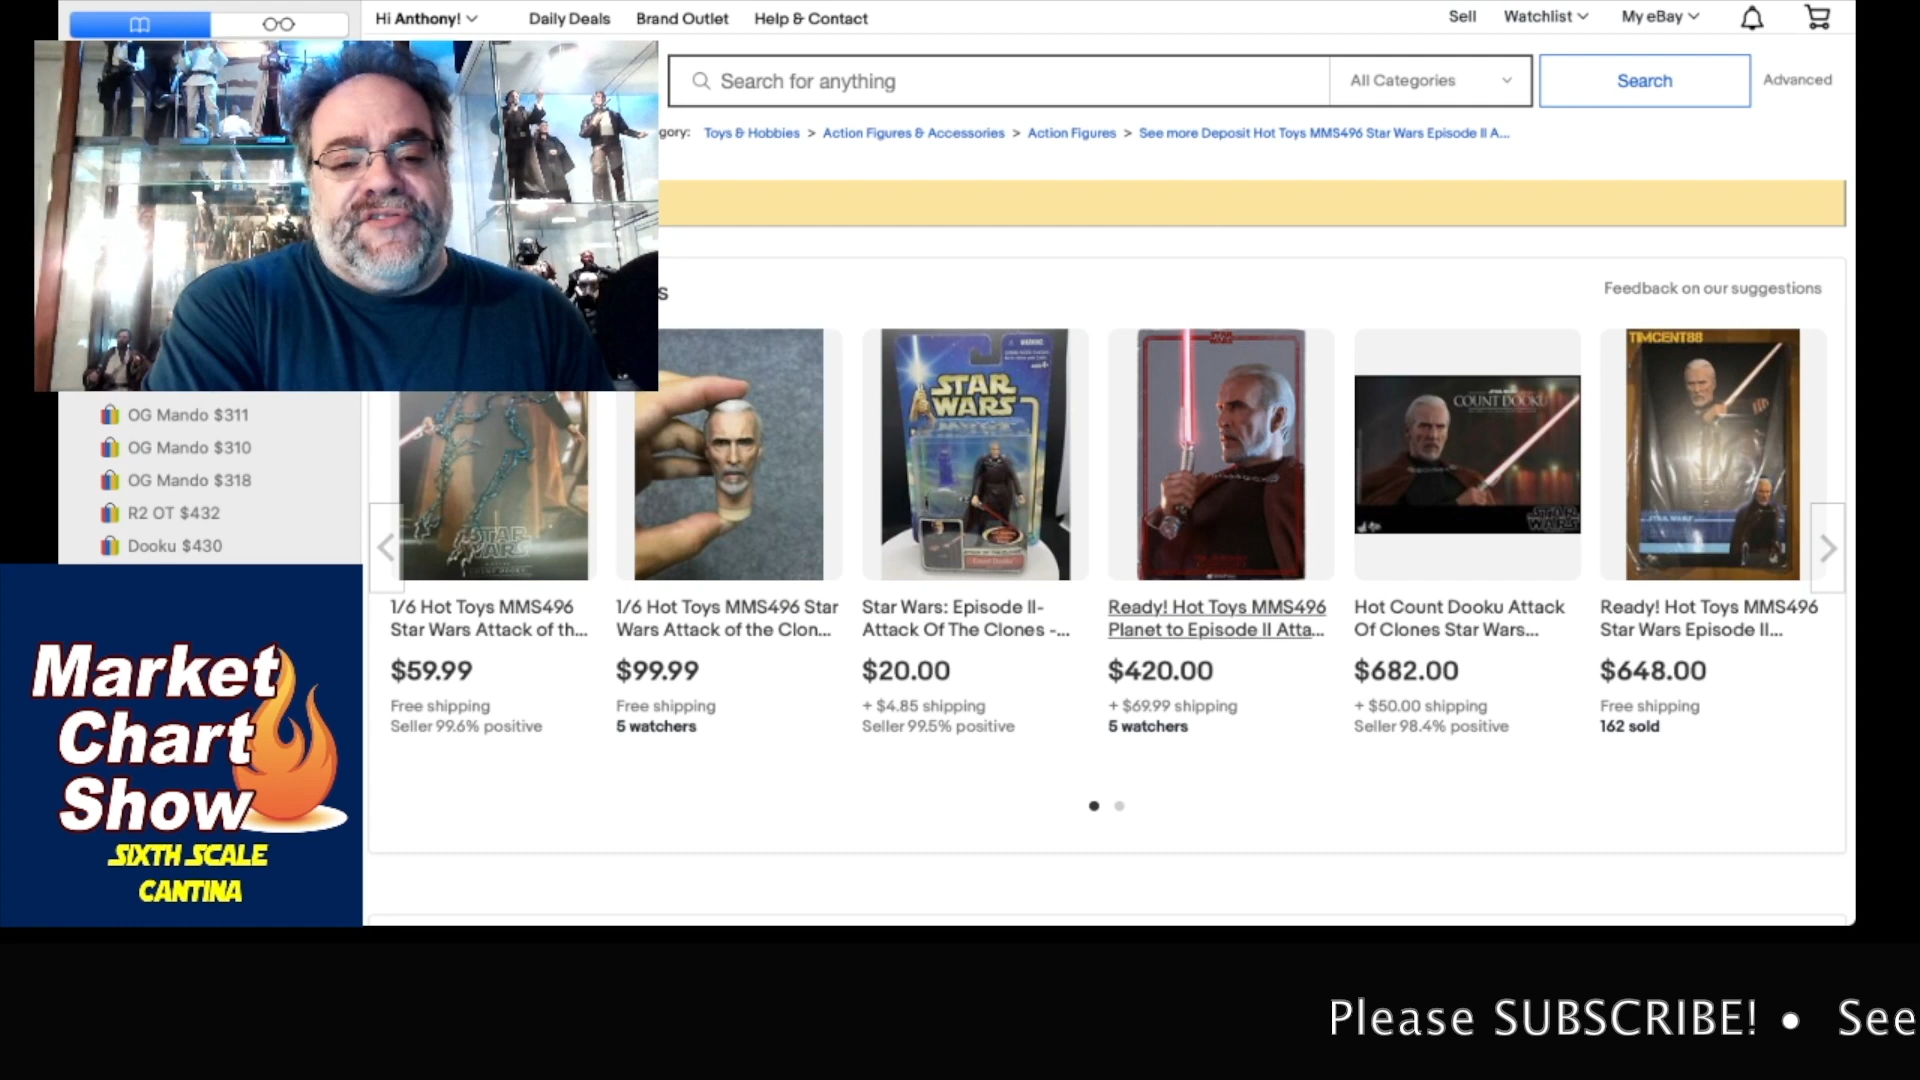 Hi Anthony!
Daily Deals
Brand Outlet
Help & Contact
Sell
Watchlist
My eBay
Search for anything
All Categories
Search
Advanced
gory: Toys & Hobbies > Action Figures & Accessories > Action Figures > See more Deposit Hot Toys MMS496 Star Wars Episode II A...
s
Feedback on our suggestions
OG Mando $311
OG Mando $310
OG Mando $318
R2 OT $432
Dooku $430
STAR
WARS
STAR
WARS
STAR
WARS
COUNT DOOKU
STAR
WARS
TIMCENT88
1/6 Hot Toys MMS496
Star Wars Attack of th...
$59.99
Free shipping
Seller 99.6% positive
1/6 Hot Toys MMS496 Star
Wars Attack of the Clon...
$99.99
Free shipping
5 watchers
Star Wars: Episode II-
Attack Of The Clones -...
$20.00
+ $4.85 shipping
Seller 99.5% positive
Ready! Hot Toys MMS496
Planet to Episode II Atta...
$420.00
+ $69.99 shipping
5 watchers
Hot Count Dooku Attack
Of Clones Star Wars...
$682.00
+ $50.00 shipping
Seller 98.4% positive
Ready! Hot Toys MMS496
Star Wars Episode II...
$648.00
Free shipping
162 sold
Market
Chart
Show
SIXTH SCALE
CANTINA
Please SUBSCRIBE! • See